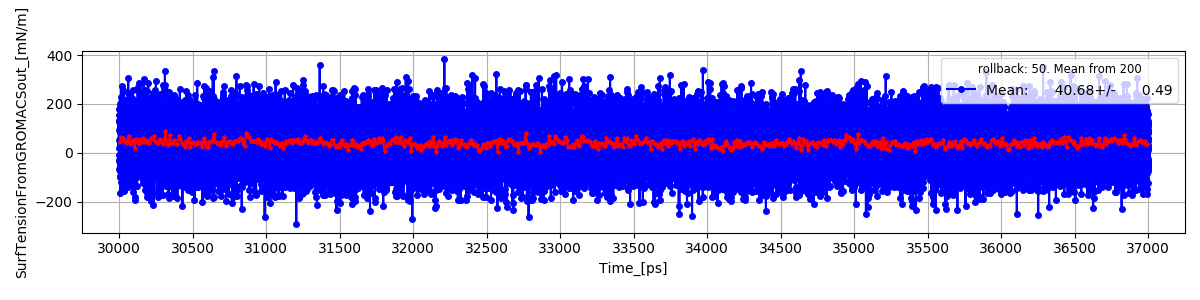 SurfTensionFromGROMACSout_[mN/m]
400
200
0
−200
rollback: 50. Mean from 200
Mean: 40.68+/- 0.49
30000 30500 31000 31500 32000 32500 33000 33500 34000 34500 35000 35500 36000 36500 37000
Time_[ps]